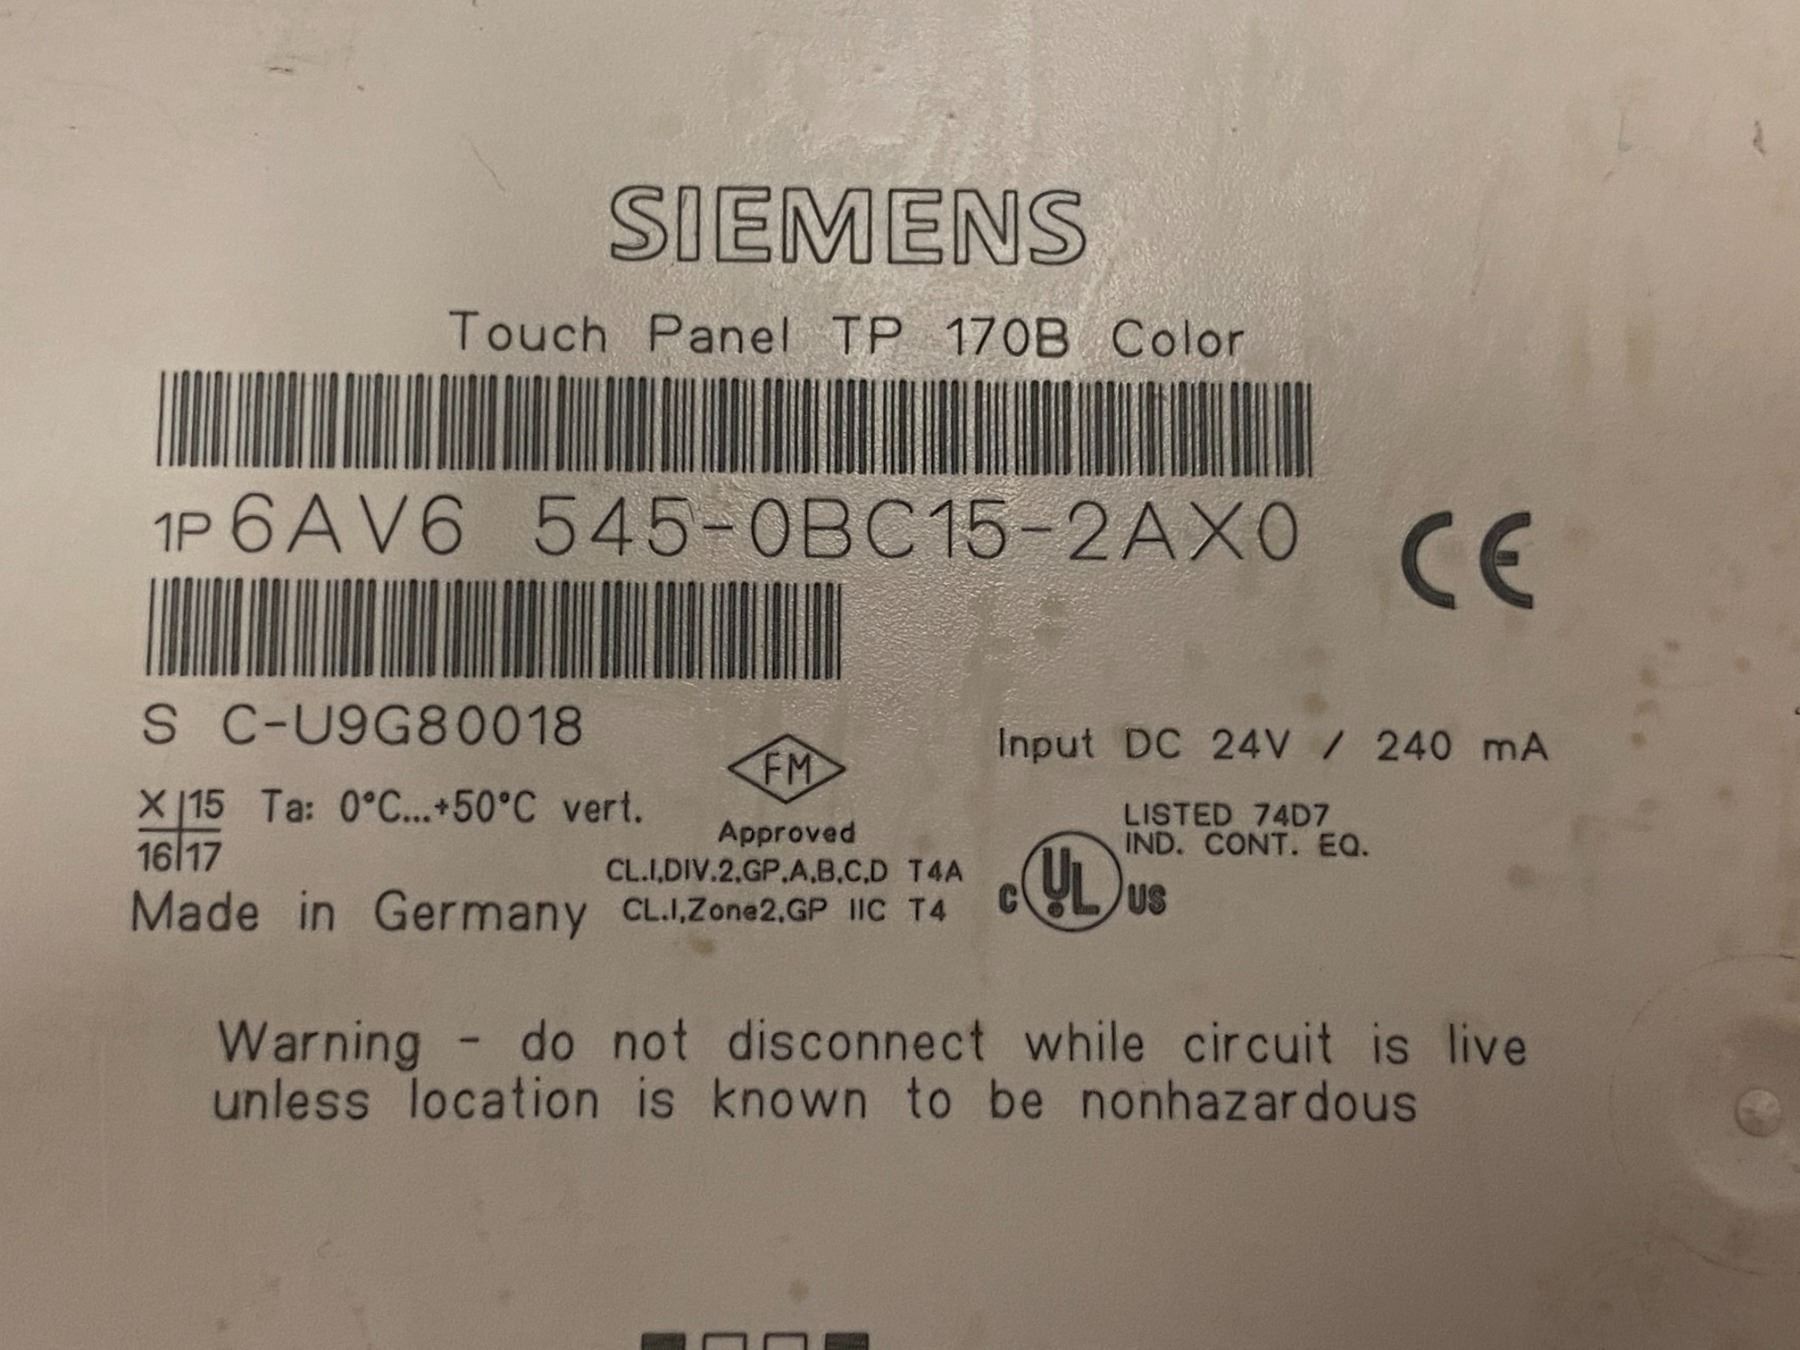 SIEMENS
Touch Panel TP 170B Color
1P 6AV6 545-0BC15-2AX0
CE
S C-U9G80018
Input DC 24V / 240 mA
FM
X 15
16 17
Ta: 0°C...+50°C vert.
Approved
CL.I,DIV.2,GP.A,B,C,D T4A
CL.I,Zone2,GP IIC T4
LISTED 74D7
IND. CONT. EQ.
C UL US
Made in Germany
Warning - do not disconnect while circuit is live
unless location is known to be nonhazardous